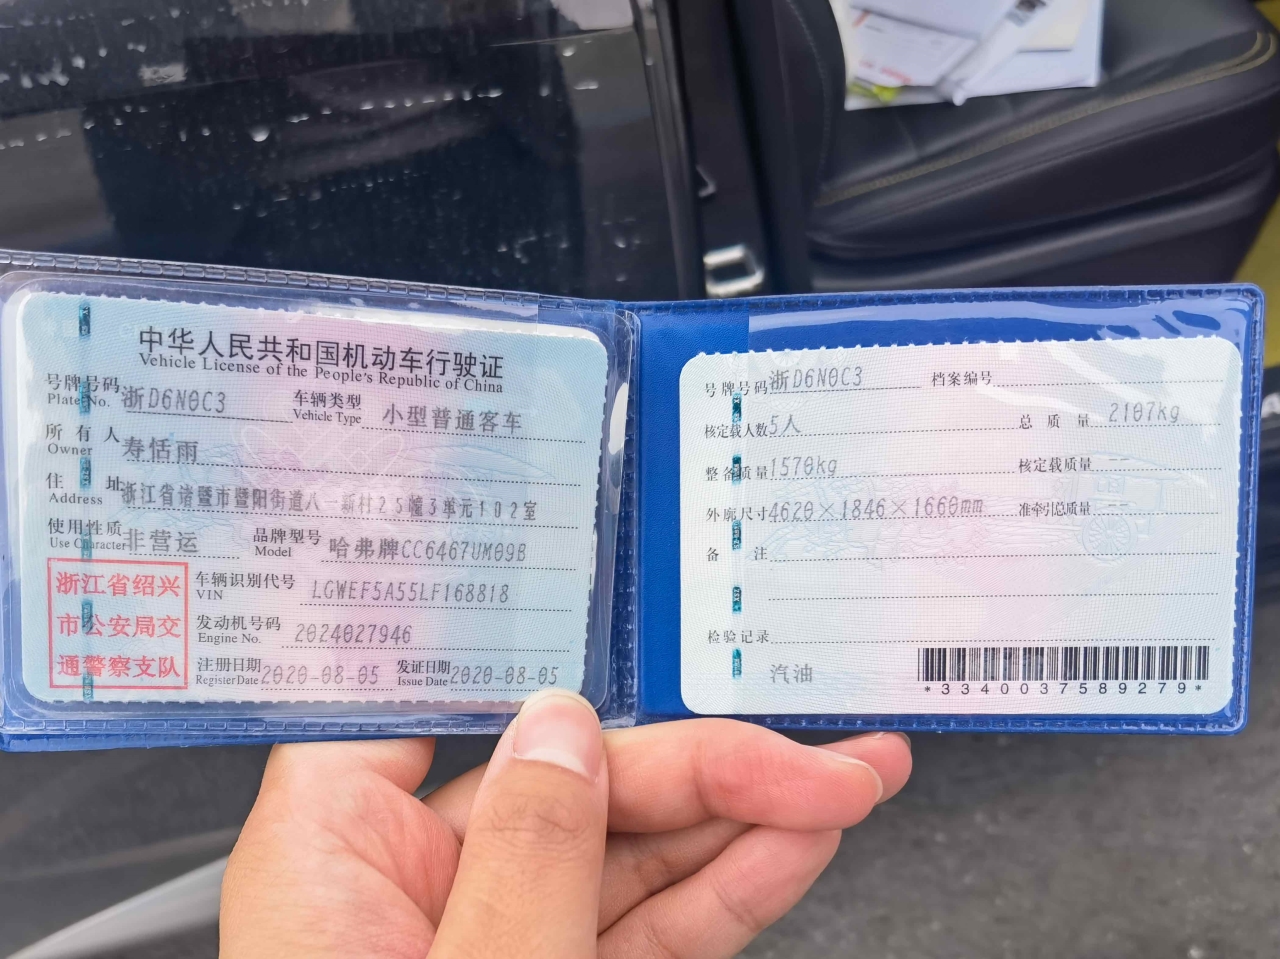 中华人民共和国机动车行驶证
Vehicle License of the People's Republic of China
号牌号码 浙D6N0C3 车辆类型 小型普通客车
Plate No. Vehicle Type
所有人 寿恬雨
Owner
住址 浙江省诸暨市暨阳街道八一新村25幢3单元102室
Address
使用性质 非营运 品牌型号 哈弗牌CC6467UM09B
Use Character Model
浙江省绍兴
市公安局交
通警察支队
车辆识别代号 LGWEF5A55LF168818
VIN
发动机号码 2024027946
Engine No.
注册日期 2020-08-05 发证日期 2020-08-05
Register Date Issue Date
号牌号码 浙D6N0C3 档案编号
核定载人数 5人 总质量 2107kg
整备质量 1570kg 核定载质量 --
外廓尺寸 4620×1846×1660mm 准牵引总质量 --
备注
检验记录
汽油
*3340037589279*